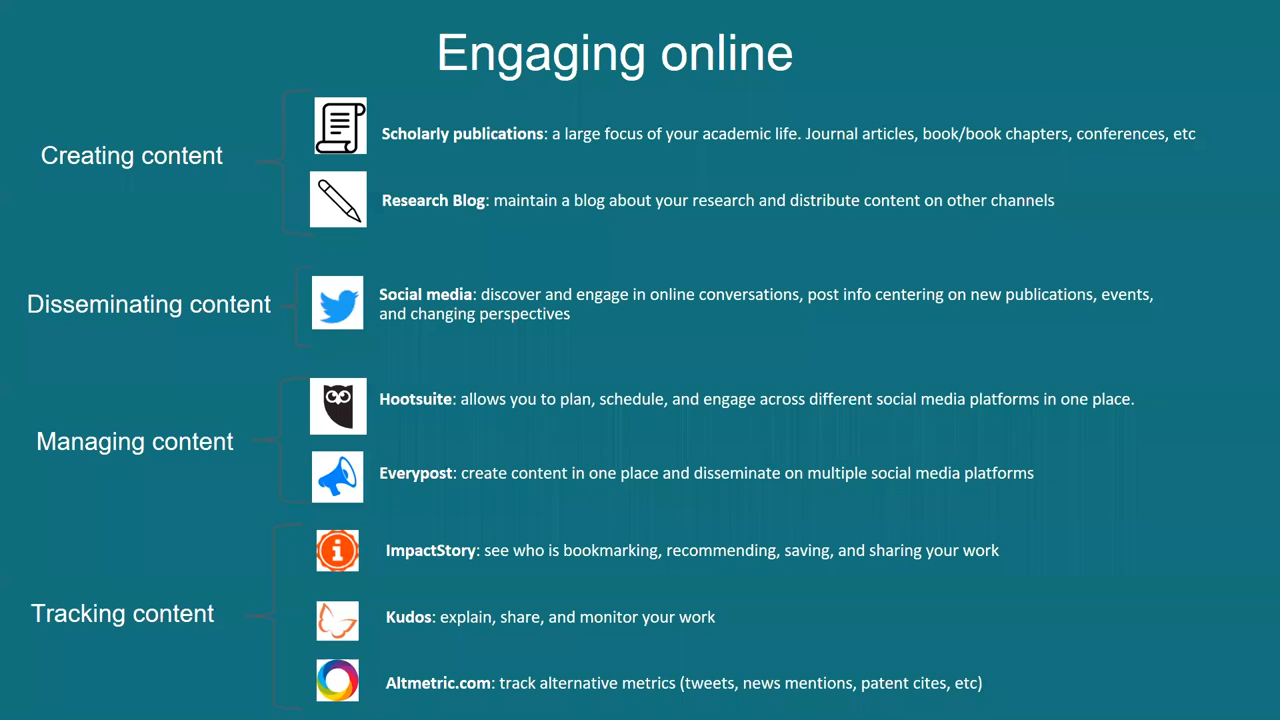 Engaging online
Creating content
Scholarly publications: a large focus of your academic life. Journal articles, book/book chapters, conferences, etc
Research Blog: maintain a blog about your research and distribute content on other channels
Disseminating content
Social media: discover and engage in online conversations, post info centering on new publications, events,
and changing perspectives
Managing content
Hootsuite: allows you to plan, schedule, and engage across different social media platforms in one place.
Everypost: create content in one place and disseminate on multiple social media platforms
Tracking content
ImpactStory: see who is bookmarking, recommending, saving, and sharing your work
Kudos: explain, share, and monitor your work
Altmetric.com: track alternative metrics (tweets, news mentions, patent cites, etc)